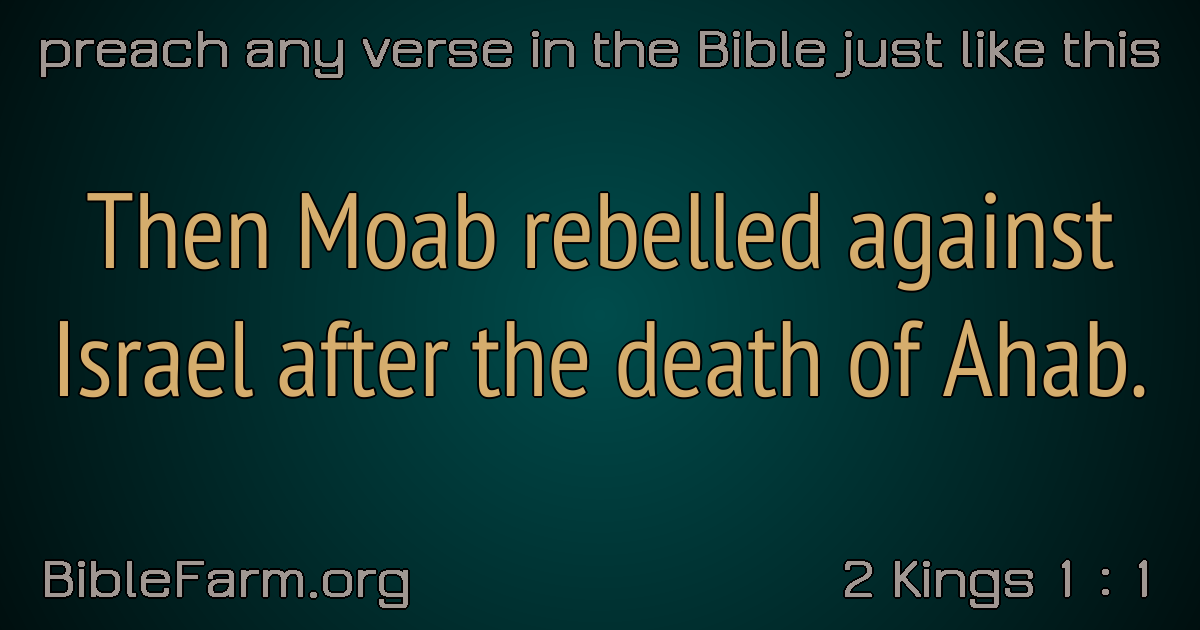 preach any verse in the Bible just like this
Then Moab rebelled against
Israel after the death of Ahab.
BibleFarm.org
2 Kings 1 : 1